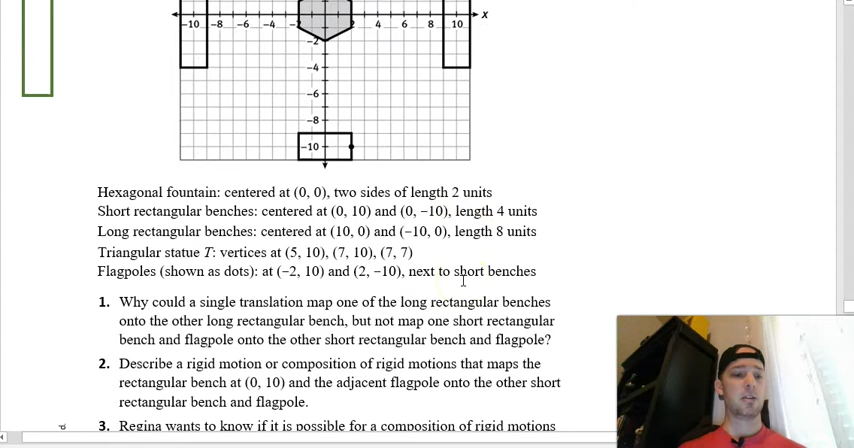 -10 -8 -6 -4 -2 2 4 6 8 10 x
-2
-4
-6
-8
-10
Hexagonal fountain: centered at (0, 0), two sides of length 2 units
Short rectangular benches: centered at (0, 10) and (0, −10), length 4 units
Long rectangular benches: centered at (10, 0) and (−10, 0), length 8 units
Triangular statue T: vertices at (5, 10), (7, 10), (7, 7)
Flagpoles (shown as dots): at (−2, 10) and (2, −10), next to short benches
1. Why could a single translation map one of the long rectangular benches
onto the other long rectangular bench, but not map one short rectangular
bench and flagpole onto the other short rectangular bench and flagpole?
2. Describe a rigid motion or composition of rigid motions that maps the
rectangular bench at (0, 10) and the adjacent flagpole onto the other short
rectangular bench and flagpole.
3. Regina wants to know if it is possible for a composition of rigid motions